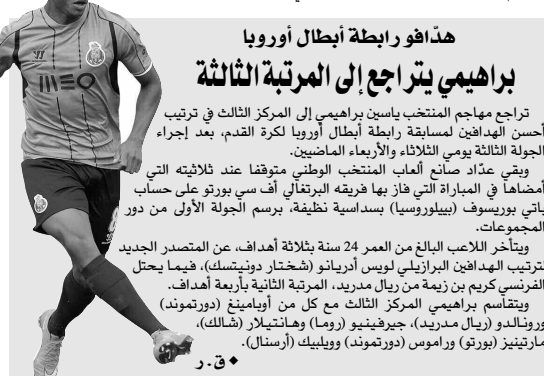 هدّافو رابطة أبطال أوروبا
براهيمي يتراجع إلى المرتبة الثالثة
تراجع مهاجم المنتخب ياسين براهيمي إلى المركز الثالث في ترتيب
أحسن الهدافين لمسابقة رابطة أبطال أوروبا لكرة القدم، بعد إجراء
الجولة الثالثة يومي الثلاثاء والأربعاء الماضيين.
وبقي عدّاد صانع ألعاب المنتخب الوطني متوقفا عند ثلاثيته التي
أمضاها في المباراة التي فاز بها فريقه البرتغالي أف سي بورتو على حساب
باتي بوريسوف (بييلوروسيا) بسداسية نظيفة، برسم الجولة الأولى من دور
المجموعات.
ويتأخر اللاعب البالغ من العمر 24 سنة بثلاثة أهداف، عن المتصدر الجديد
لترتيب الهدافين البرازيلي لويس أدريانو (شختار دونيتسك)، فيما يحتل
الفرنسي كريم بن زيمة من ريال مدريد، المرتبة الثانية بأربعة أهداف.
ويتقاسم براهيمي المركز الثالث مع كل من أوبامينغ (دورتموند)
ورونالدو (ريال مدريد)، جيرفينيو (روما) وهانتيلار (شالك)،
مارتينيز (بورتو) وراموس (دورتموند) وويلبيك (أرسنال).
◆ ق.ر
MEO